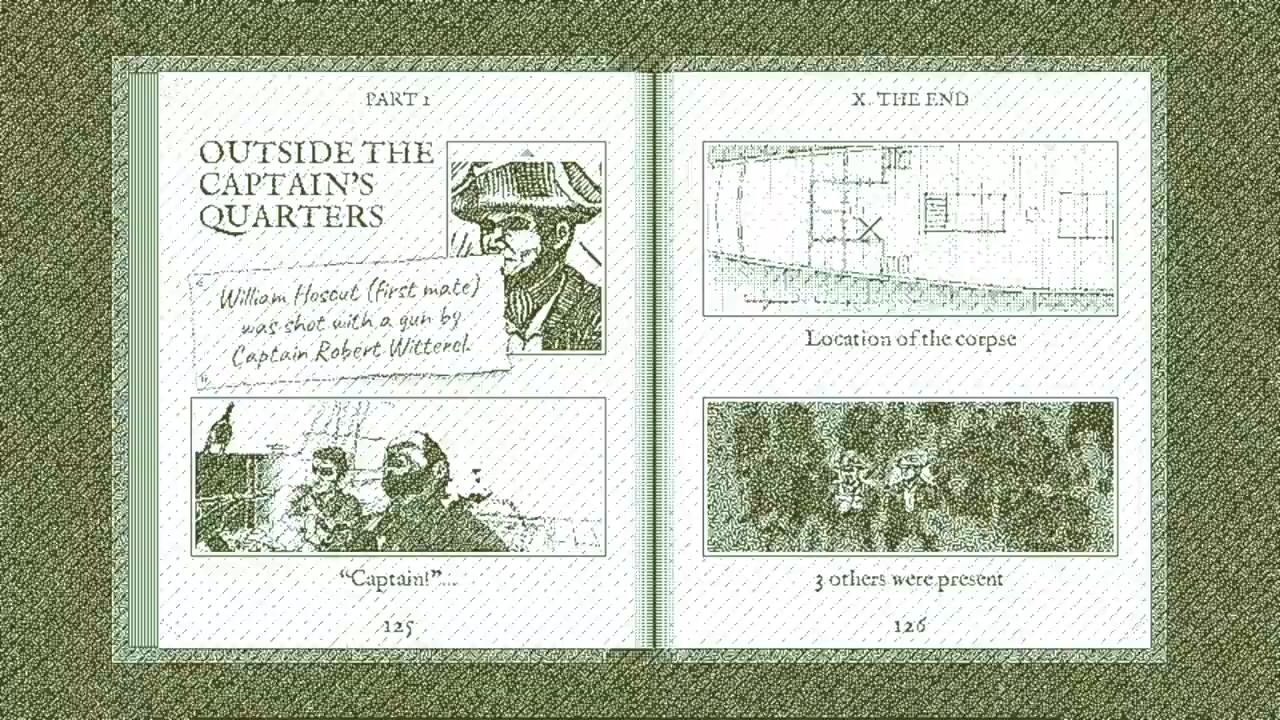 PART 1
OUTSIDE THE
CAPTAIN'S
QUARTERS
William Hoscut (first mate)
was shot with a gun by
Captain Robert Witterel.
"Captain!"...
125
X. THE END
Location of the corpse
3 others were present
126